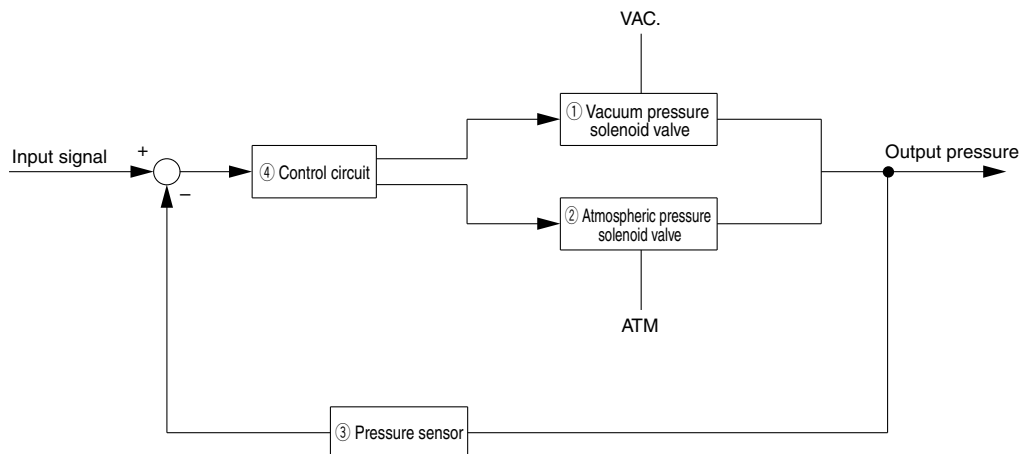 VAC.
① Vacuum pressure
solenoid valve
Input signal
+
−
④ Control circuit
Output pressure
② Atmospheric pressure
solenoid valve
ATM
③ Pressure sensor